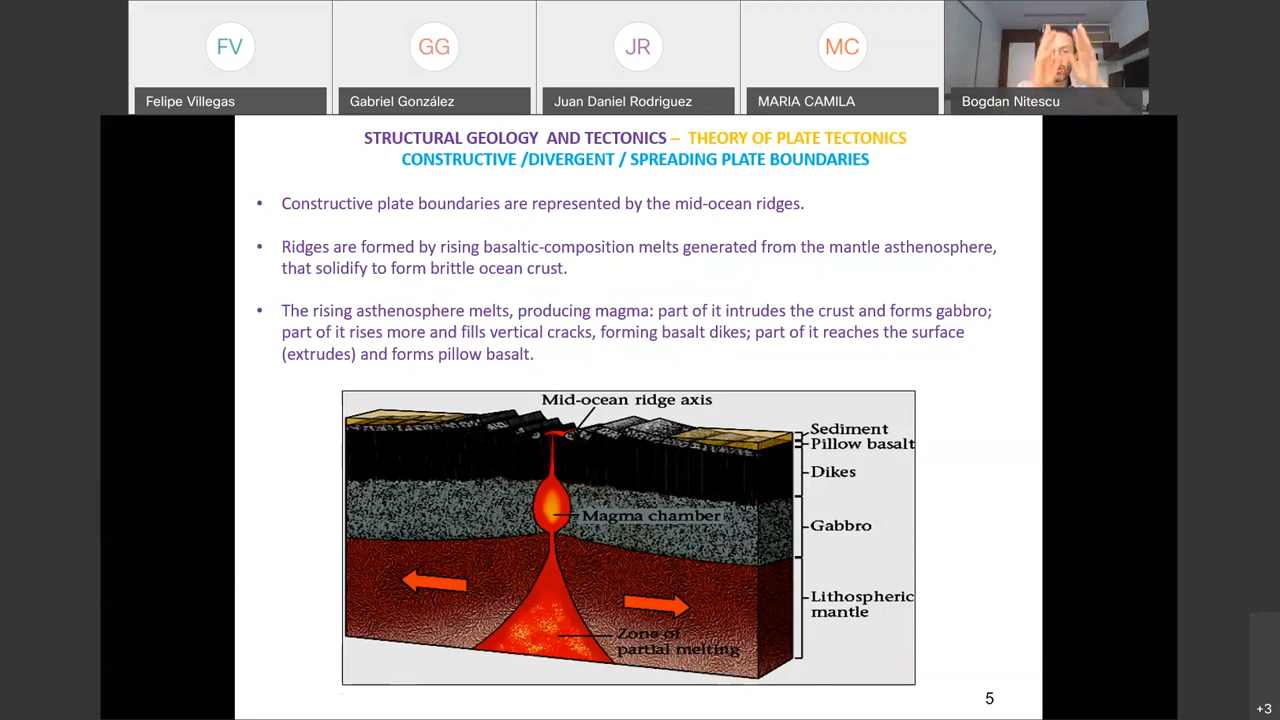 FV
GG
JR
MC
Felipe Villegas
Gabriel González
Juan Daniel Rodriguez
MARIA CAMILA
Bogdan Nitescu
STRUCTURAL GEOLOGY AND TECTONICS – THEORY OF PLATE TECTONICS
CONSTRUCTIVE /DIVERGENT / SPREADING PLATE BOUNDARIES
• Constructive plate boundaries are represented by the mid-ocean ridges.
• Ridges are formed by rising basaltic-composition melts generated from the mantle asthenosphere,
that solidify to form brittle ocean crust.
• The rising asthenosphere melts, producing magma: part of it intrudes the crust and forms gabbro;
part of it rises more and fills vertical cracks, forming basalt dikes; part of it reaches the surface
(extrudes) and forms pillow basalt.
Mid-ocean ridge axis
Sediment
Pillow basalt
Dikes
Magma chamber
Gabbro
Lithospheric
mantle
Zone of
partial melting
5
+3